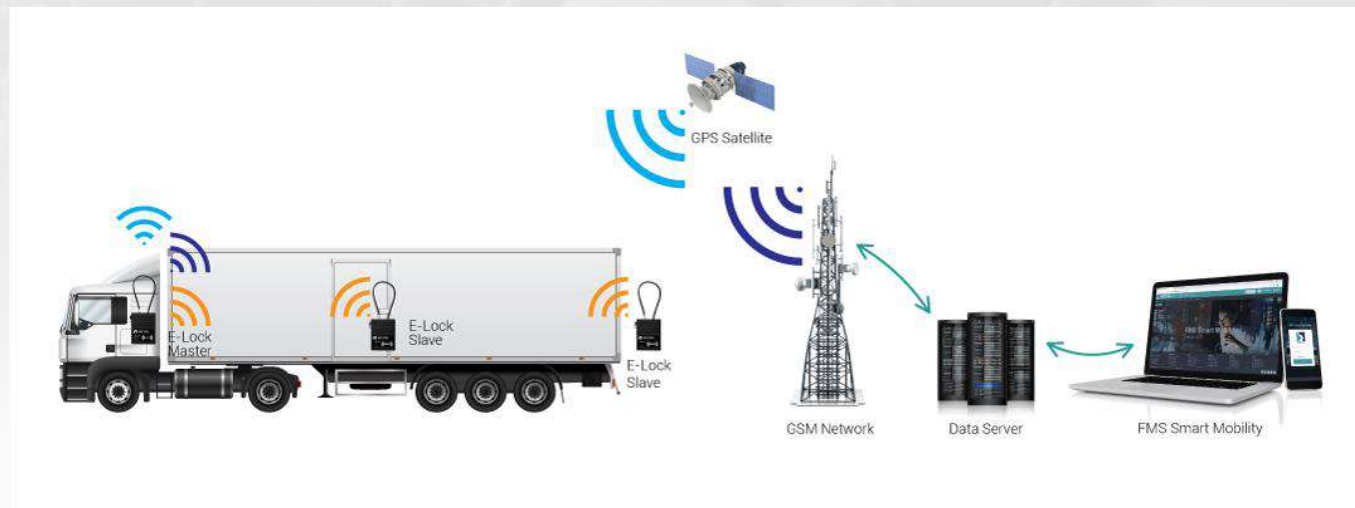 GPS Satellite
E-Lock
Master
E-Lock
Slave
E-Lock
Slave
GSM Network
Data Server
FMS Smart Mobility